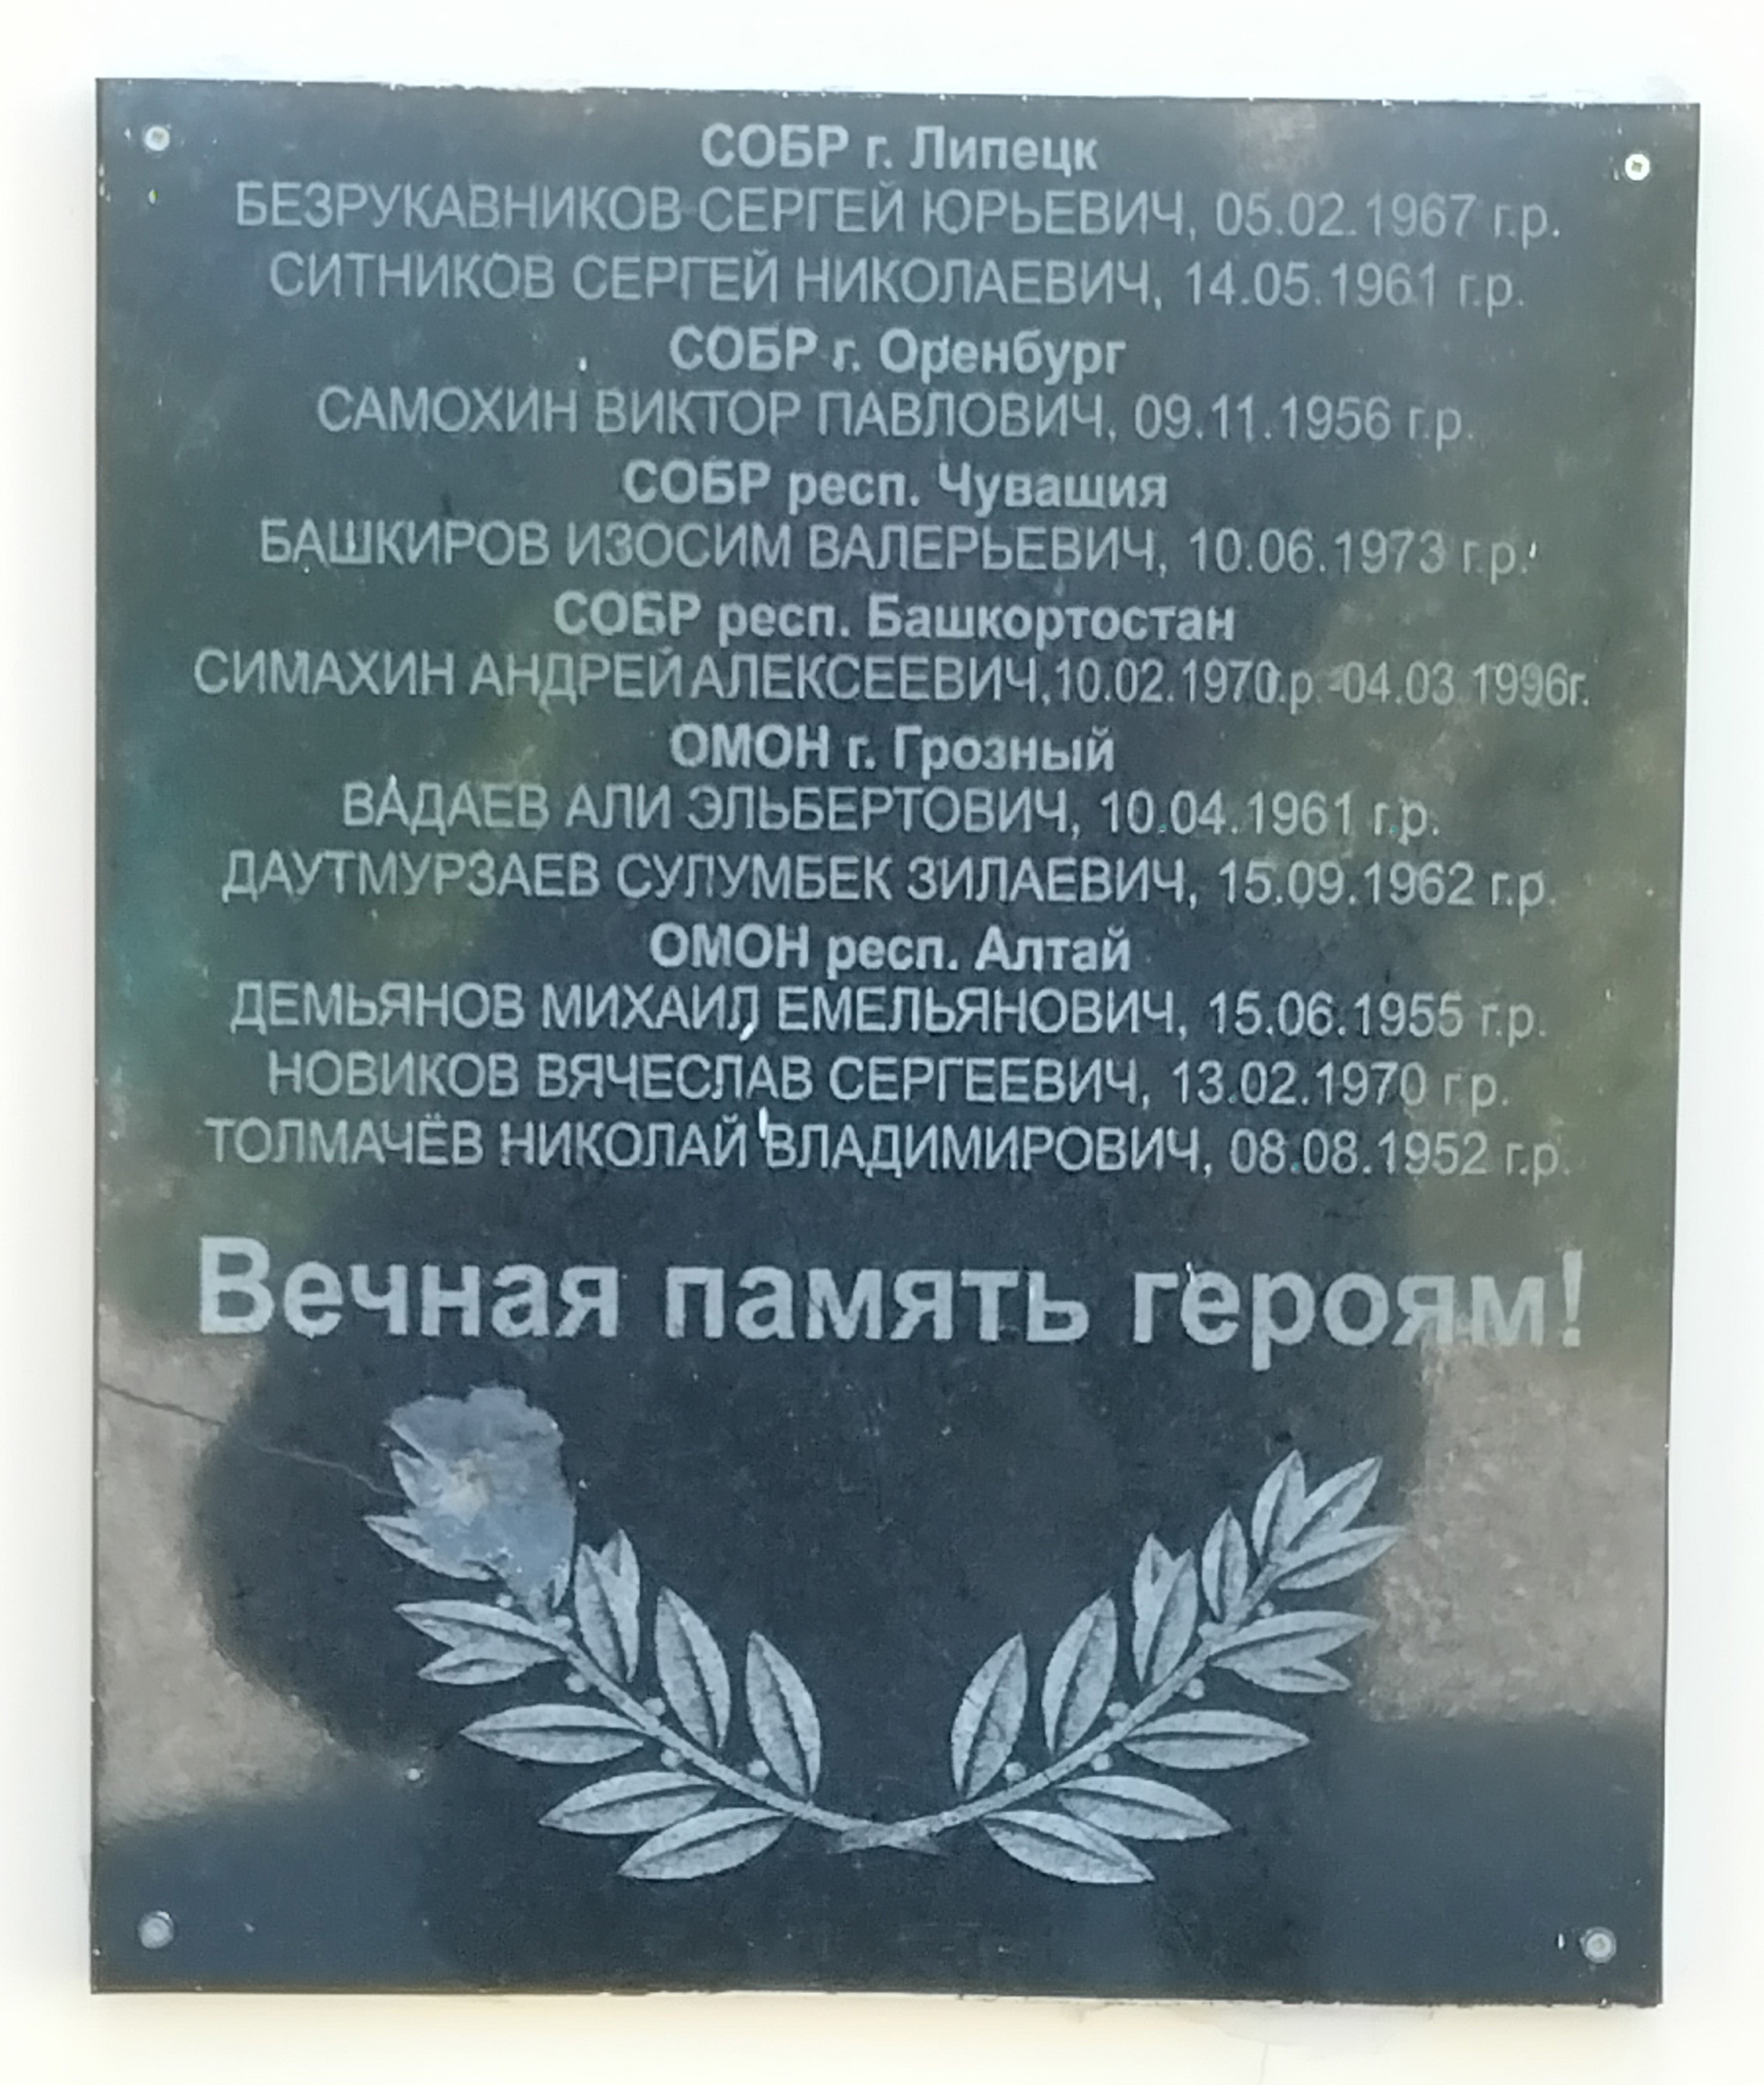 СОБР г. Липецк
БЕЗРУКАВНИКОВ СЕРГЕЙ ЮРЬЕВИЧ, 05.02.1967 г.р.
СИТНИКОВ СЕРГЕЙ НИКОЛАЕВИЧ, 14.05.1961 г.р.
СОБР г. Оренбург
САМОХИН ВИКТОР ПАВЛОВИЧ, 09.11.1956 г.р.
СОБР респ. Чувашия
БАШКИРОВ ИЗОСИМ ВАЛЕРЬЕВИЧ, 10.06.1973 г.р.
СОБР респ. Башкортостан
СИМАХИН АНДРЕЙ АЛЕКСЕЕВИЧ,10.02.1970г.р.-04.03.1996г.
ОМОН г. Грозный
ВАДАЕВ АЛИ ЭЛЬБЕРТОВИЧ, 10.04.1961 г.р.
ДАУТМУРЗАЕВ СУЛУМБЕК ЗИЛАЕВИЧ, 15.09.1962 г.р.
ОМОН респ. Алтай
ДЕМЬЯНОВ МИХАИЛ ЕМЕЛЬЯНОВИЧ, 15.06.1955 г.р.
НОВИКОВ ВЯЧЕСЛАВ СЕРГЕЕВИЧ, 13.02.1970 г.р.
ТОЛМАЧЁВ НИКОЛАЙ ВЛАДИМИРОВИЧ, 08.08.1952 г.р.
Вечная память героям!